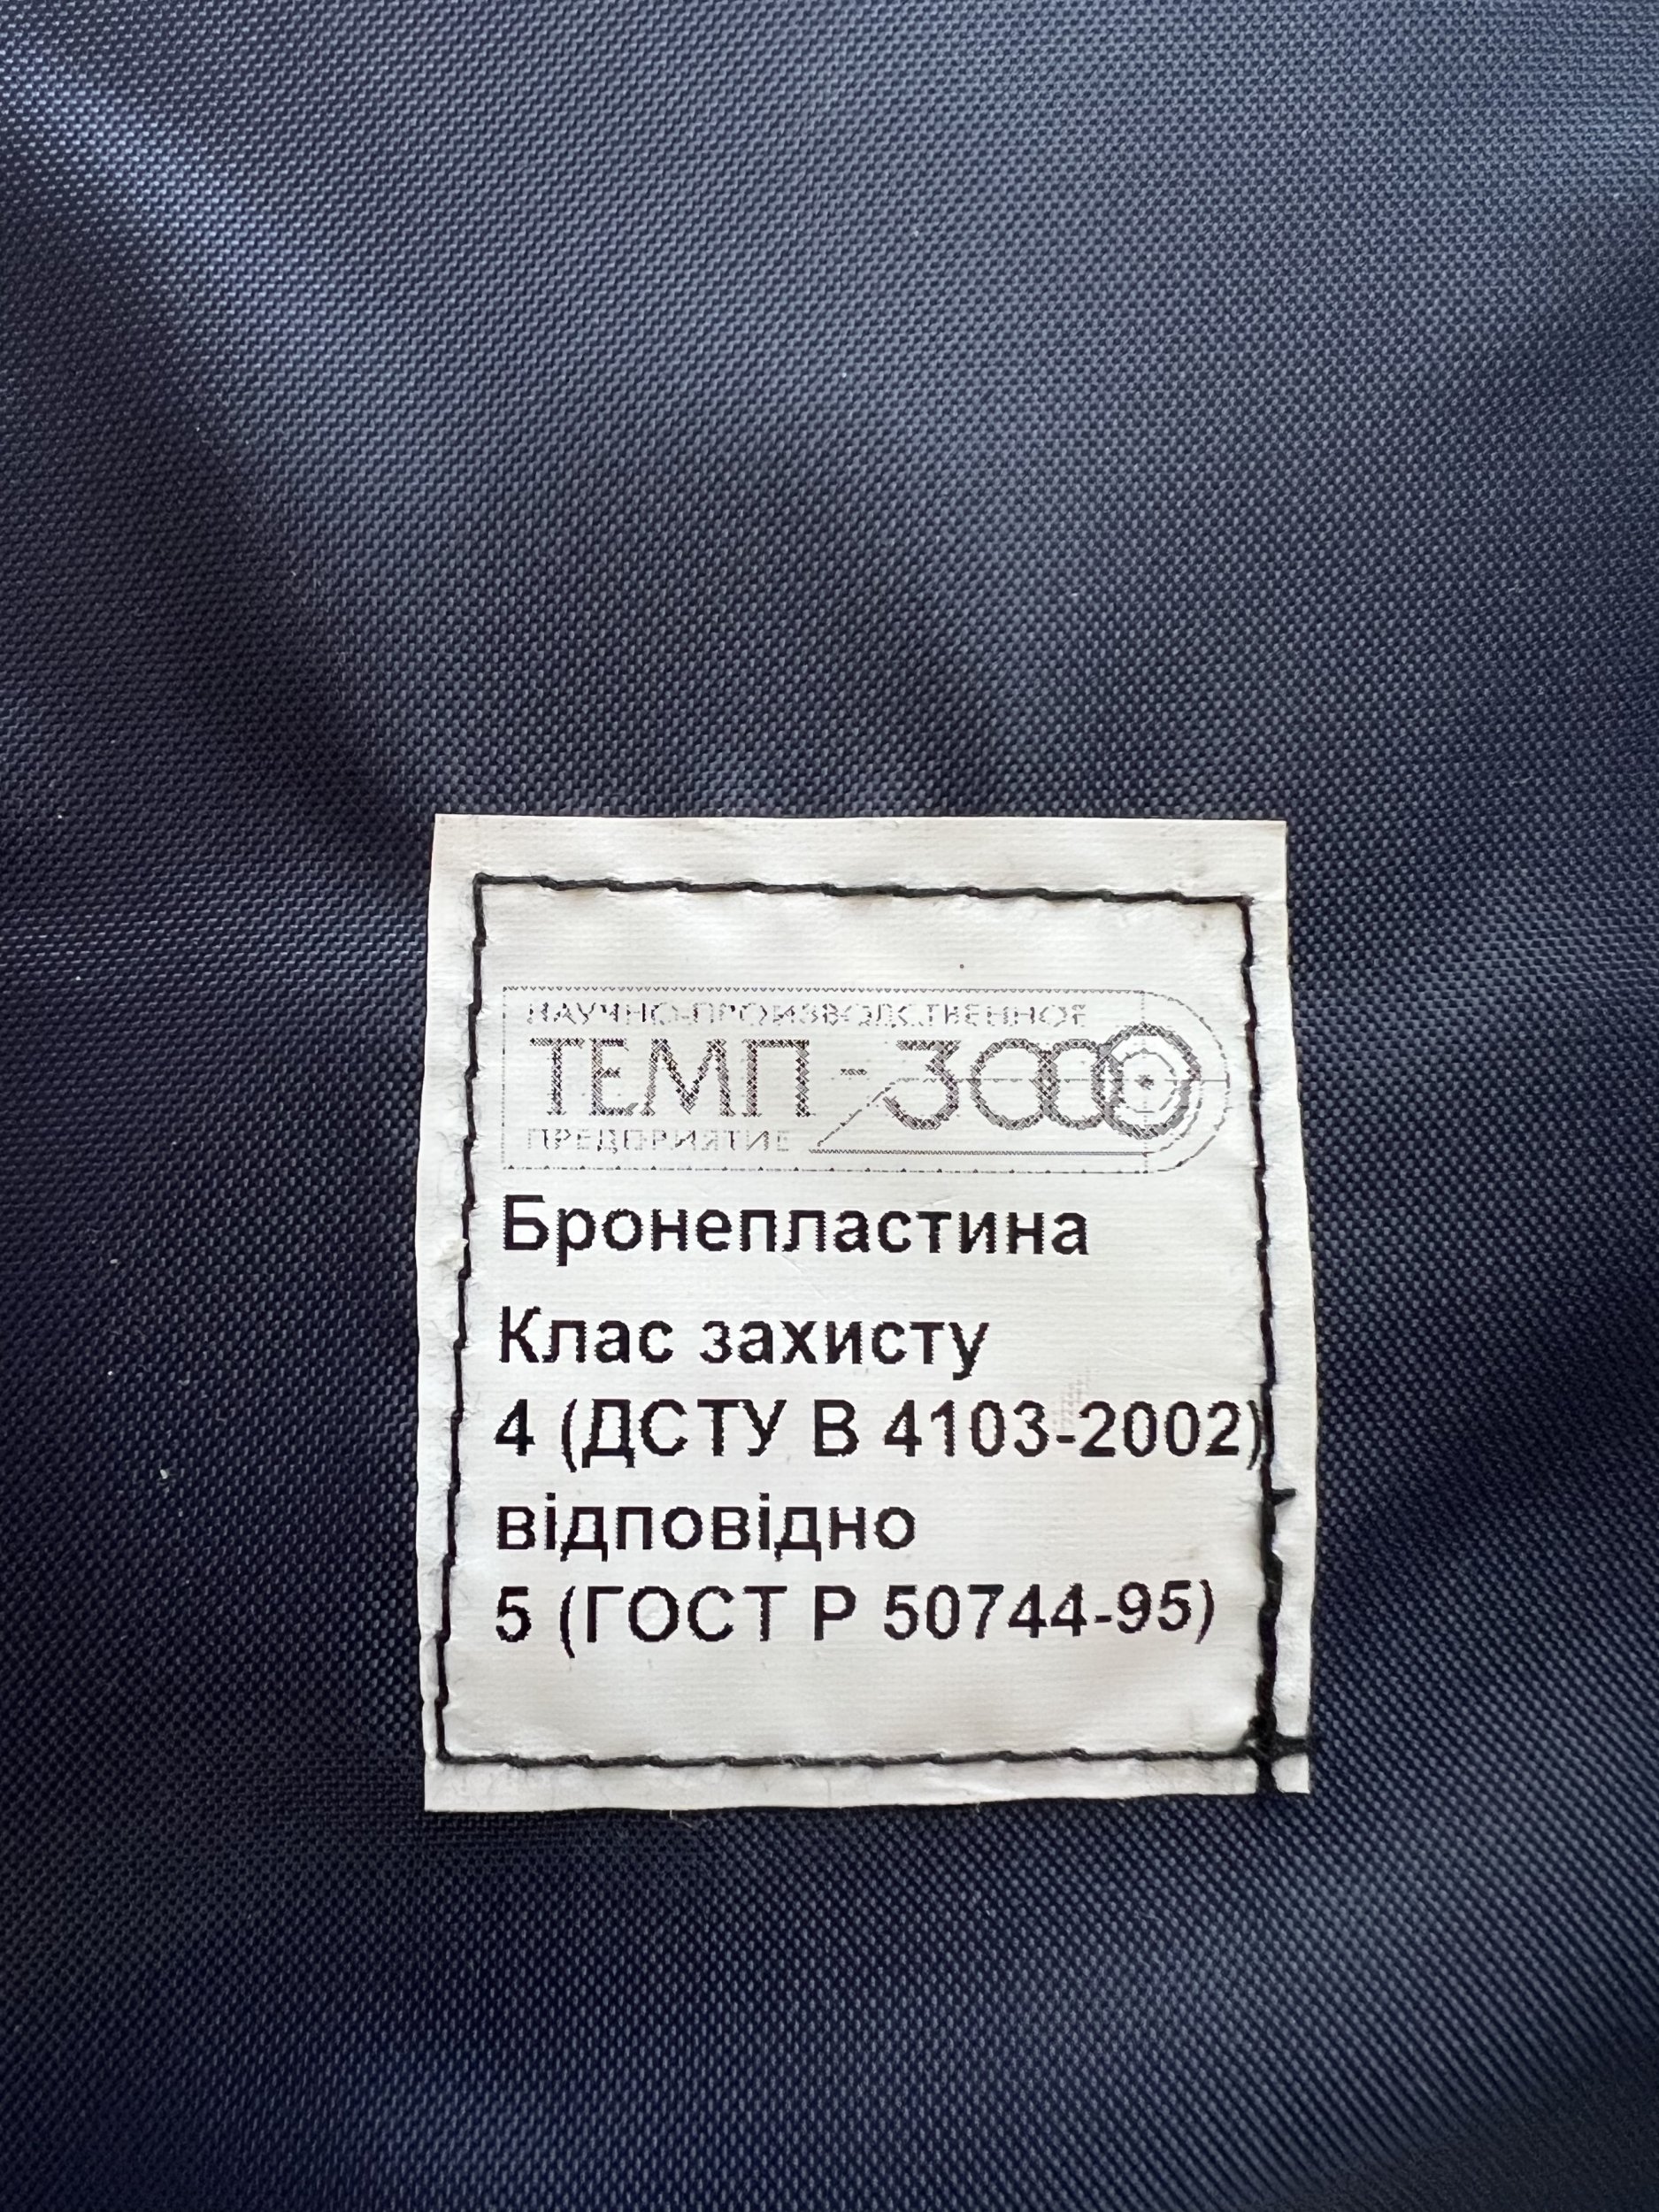 НАУЧНО-ПРОИЗВОДСТВЕННОЕ
ТЕМП-3000
ПРЕДПРИЯТИЕ
Бронепластина
Клас захисту
4 (ДСТУ В 4103-2002)
відповідно
5 (ГОСТ Р 50744-95)